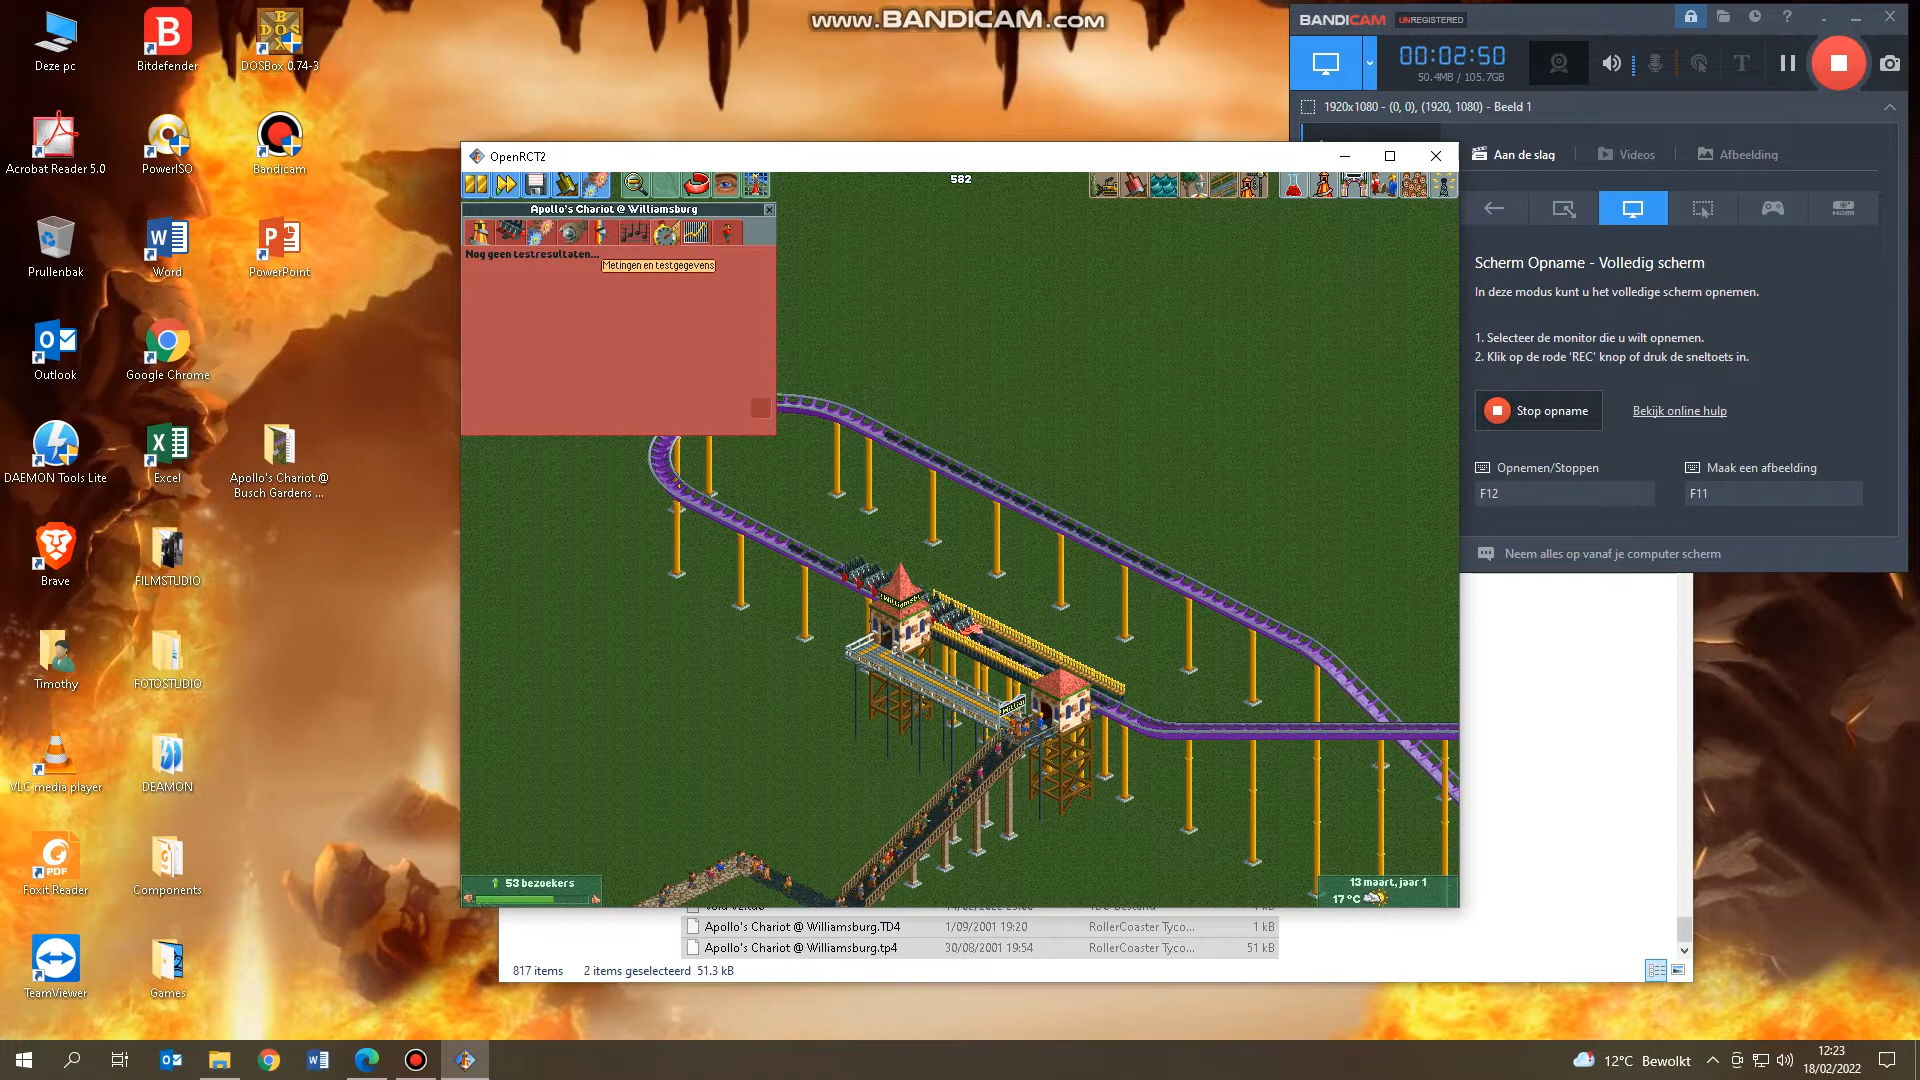 www.BANDICAM.com
Deze pc
Bitdefender
DOSBox 0.74-3
Acrobat Reader 5.0
PowerISO
Bandicam
Prullenbak
Word
PowerPoint
Outlook
Google Chrome
DAEMON Tools Lite
Excel
Apollo's Chariot @
Busch Gardens ...
Brave
FILMSTUDIO
Timothy
FOTOSTUDIO
VLC media player
DEAMON
Foxit Reader
Components
TeamViewer
Games
BANDICAM UNREGISTERED
00:02:50
50.4MB / 105.7GB
1920x1080 - (0, 0), (1920, 1080) - Beeld 1
Aan de slag
Videos
Afbeelding
Scherm Opname - Volledig scherm
In deze modus kunt u het volledige scherm opnemen.
1. Selecteer de monitor die u wilt opnemen.
2. Klik op de rode 'REC' knop of druk de sneltoets in.
Stop opname
Bekijk online hulp
Opnemen/Stoppen
Maak een afbeelding
F12
F11
Neem alles op vanaf je computer scherm
OpenRCT2
582
Apollo's Chariot @ Williamsburg
Nog geen testresultaten...
Metingen en testgegevens
53 bezoekers
13 maart, jaar 1
17 °C
Apollo's Chariot @ Williamsburg.TD4 1/09/2001 19:20 RollerCoaster Tyco... 1 kB
Apollo's Chariot @ Williamsburg.tp4 30/08/2001 19:54 RollerCoaster Tyco... 51 kB
817 items 2 items geselecteerd 51.3 kB
12°C Bewolkt
12:23
18/02/2022